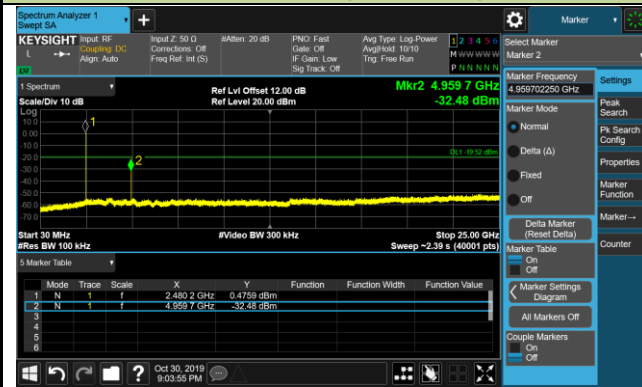 Spectrum Analyzer 1
Swept SA
Marker
KEYSIGHT
Input: RF
Coupling: DC
Align: Auto
Input Z: 50 Ω
Corrections: Off
Freq Ref: Int (S)
#Atten: 20 dB
PNO: Fast
Gate: Off
IF Gain: Low
Sig Track: Off
Avg Type: Log-Power
Avg|Hold: 10/10
Trig: Free Run
1 2 3 4 5 6
M W W W W W
P N N N N N
L
Select Marker
Marker 2
1 Spectrum
Scale/Div 10 dB
Ref Lvl Offset 12.00 dB
Ref Level 20.00 dBm
Mkr2 4.959 7 GHz
-32.48 dBm
Log
10.0
0.00
-10.0
-20.0
-30.0
-40.0
-50.0
-60.0
-70.0
1
2
DL1 -19.52 dBm
Start 30 MHz
#Res BW 100 kHz
#Video BW 300 kHz
Stop 25.00 GHz
Sweep ~2.39 s (40001 pts)
5 Marker Table
Mode Trace Scale X Y Function Function Width Function Value
1 N 1 f 2.480 2 GHz 0.4759 dBm
2 N 1 f 4.959 7 GHz -32.48 dBm
3
4
5
6
Marker Frequency
4.959702250 GHz
Marker Mode
Normal
Delta (Δ)
Fixed
Off
Delta Marker
(Reset Delta)
Marker Table
On
Off
Marker Settings
Diagram
All Markers Off
Couple Markers
On
Off
Settings
Peak
Search
Pk Search
Config
Properties
Marker
Function
Marker→
Counter
?
Oct 30, 2019
9:03:55 PM